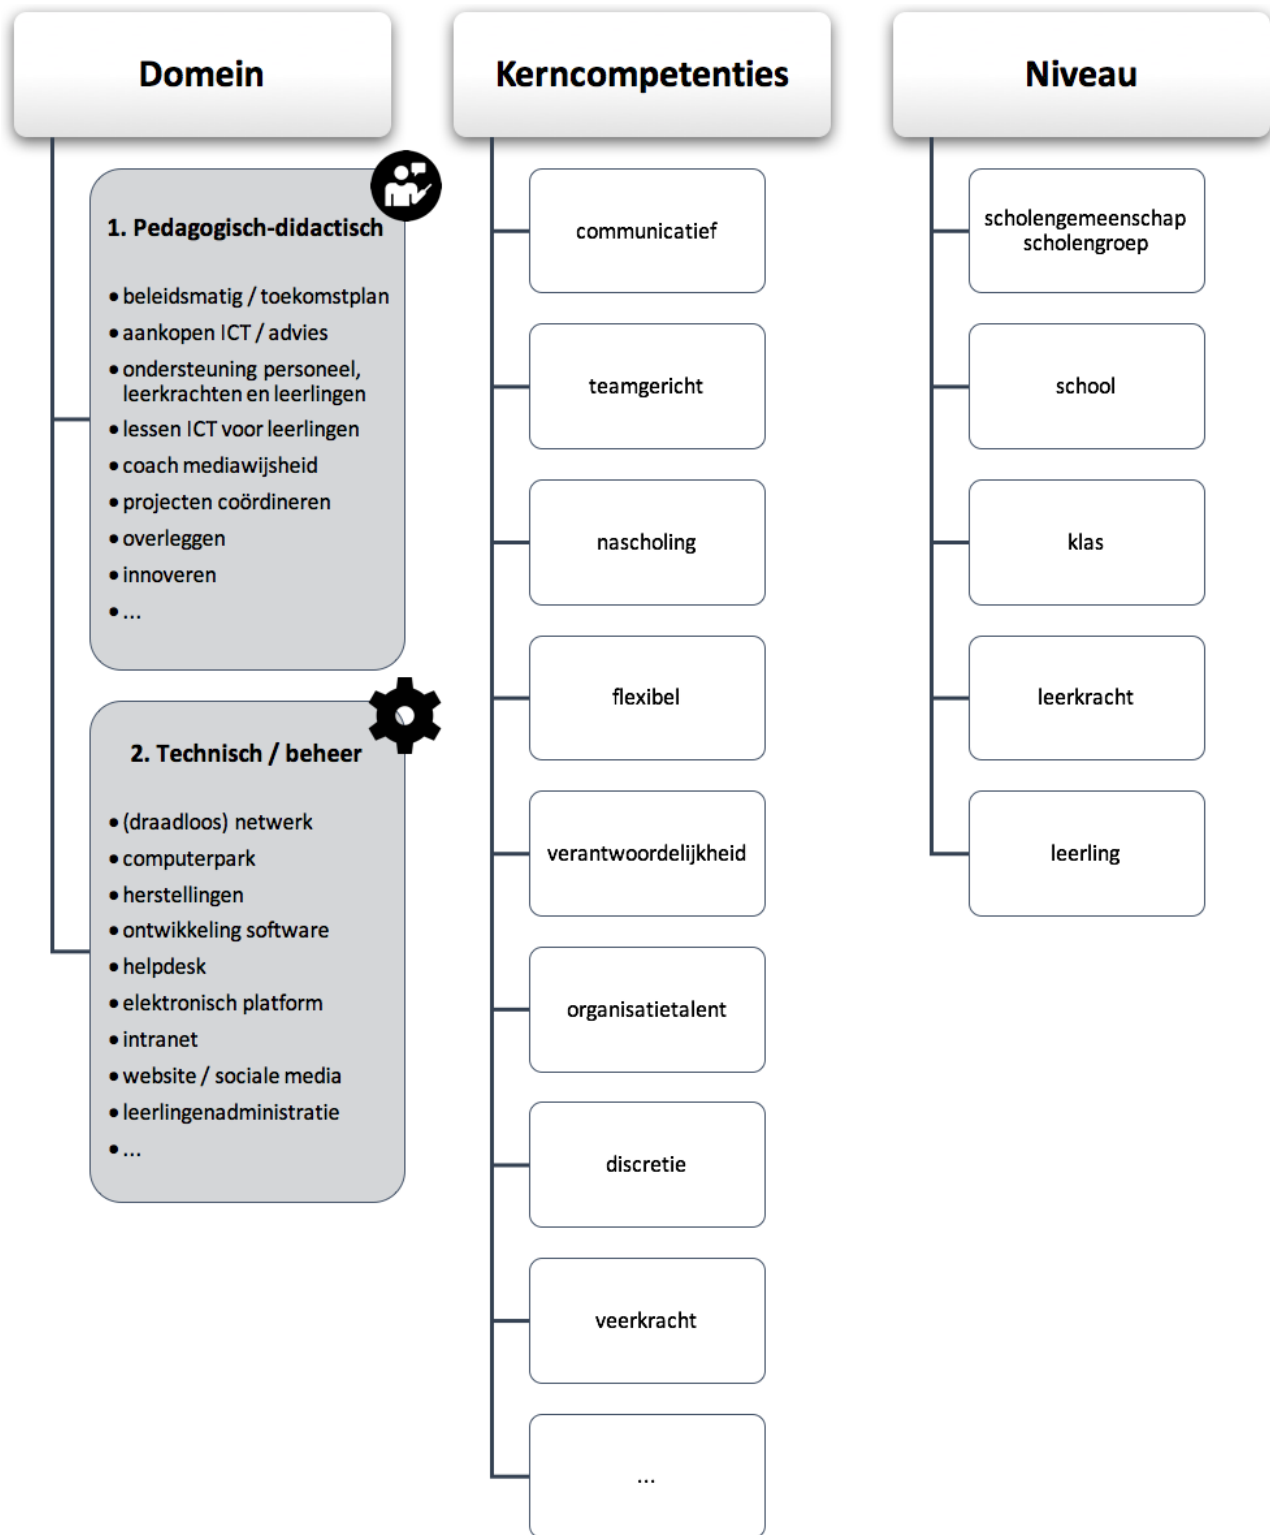 Domein
1. Pedagogisch-didactisch
• beleidsmatig / toekomstplan
• aankopen ICT / advies
• ondersteuning personeel,
leerkrachten en leerlingen
• lessen ICT voor leerlingen
• coach mediawijsheid
• projecten coördineren
• overleggen
• innoveren
• ...
2. Technisch / beheer
• (draadloos) netwerk
• computerpark
• herstellingen
• ontwikkeling software
• helpdesk
• elektronisch platform
• intranet
• website / sociale media
• leerlingenadministratie
• ...
Kerncompetenties
communicatief
teamgericht
nascholing
flexibel
verantwoordelijkheid
organisatietalent
discretie
veerkracht
...
Niveau
scholengemeenschap
scholengroep
school
klas
leerkracht
leerling